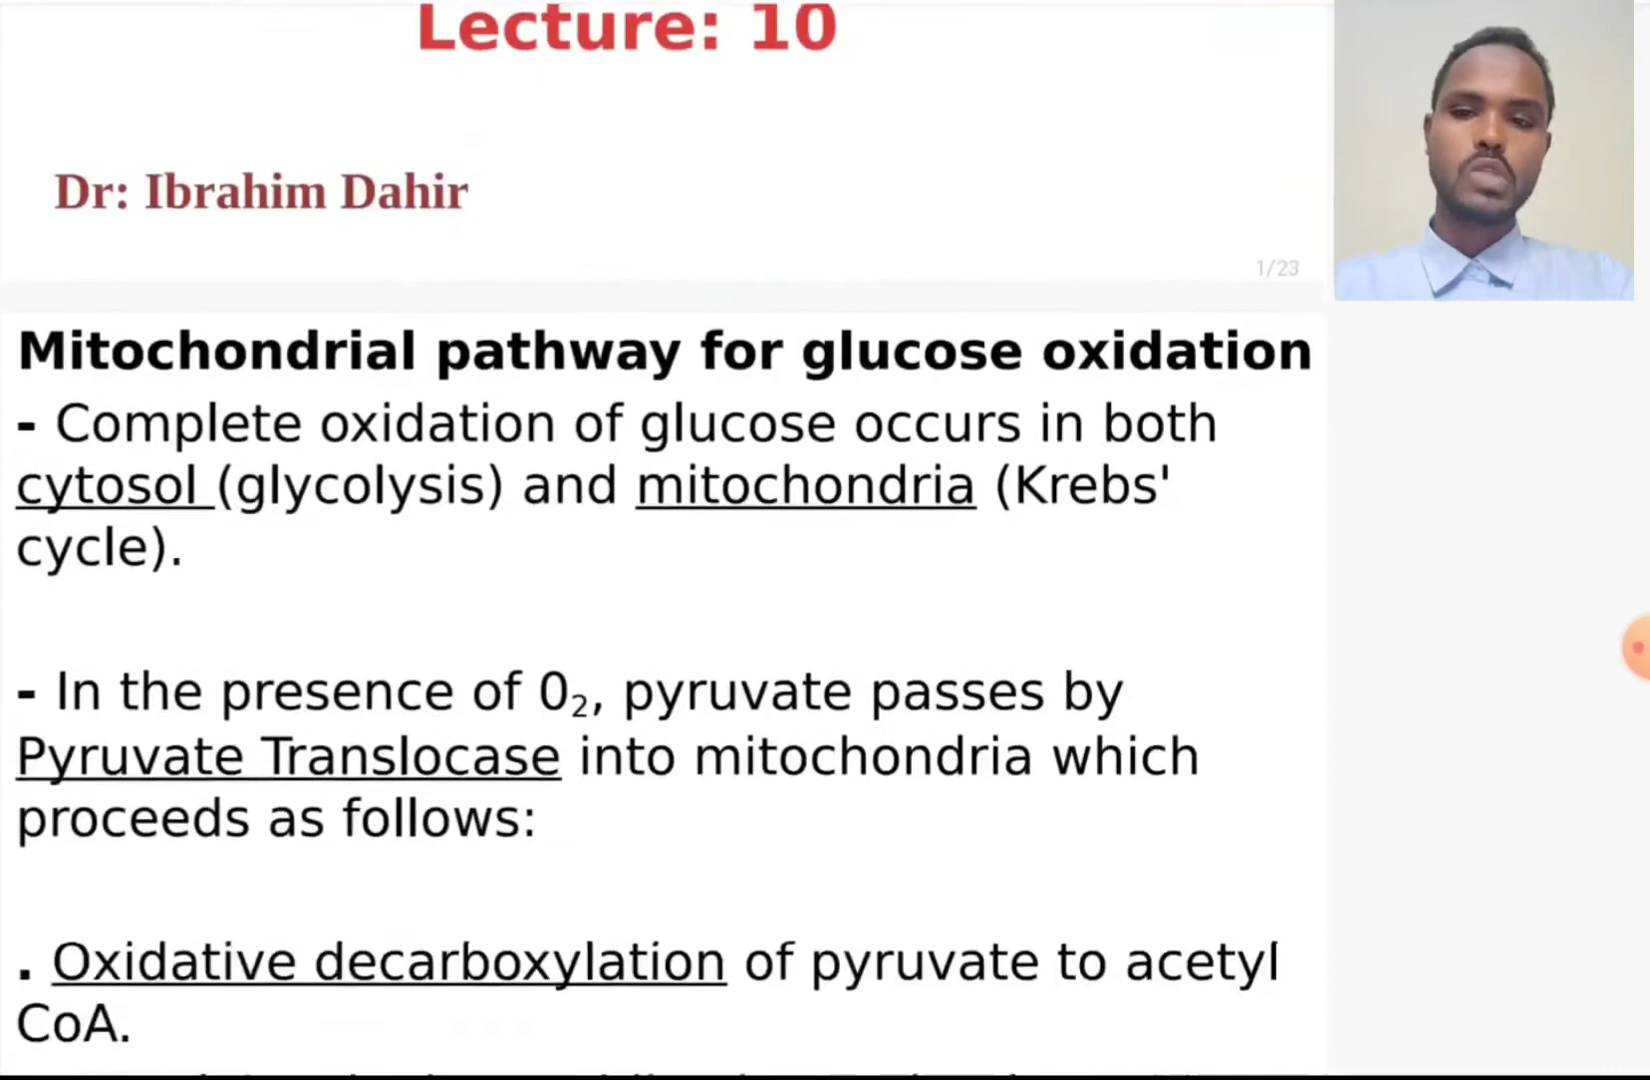 Lecture: 10
Dr: Ibrahim Dahir
1/23
Mitochondrial pathway for glucose oxidation
- Complete oxidation of glucose occurs in both
cytosol (glycolysis) and mitochondria (Krebs'
cycle).
- In the presence of 0₂, pyruvate passes by
Pyruvate Translocase into mitochondria which
proceeds as follows:
. Oxidative decarboxylation of pyruvate to acetyl
CoA.